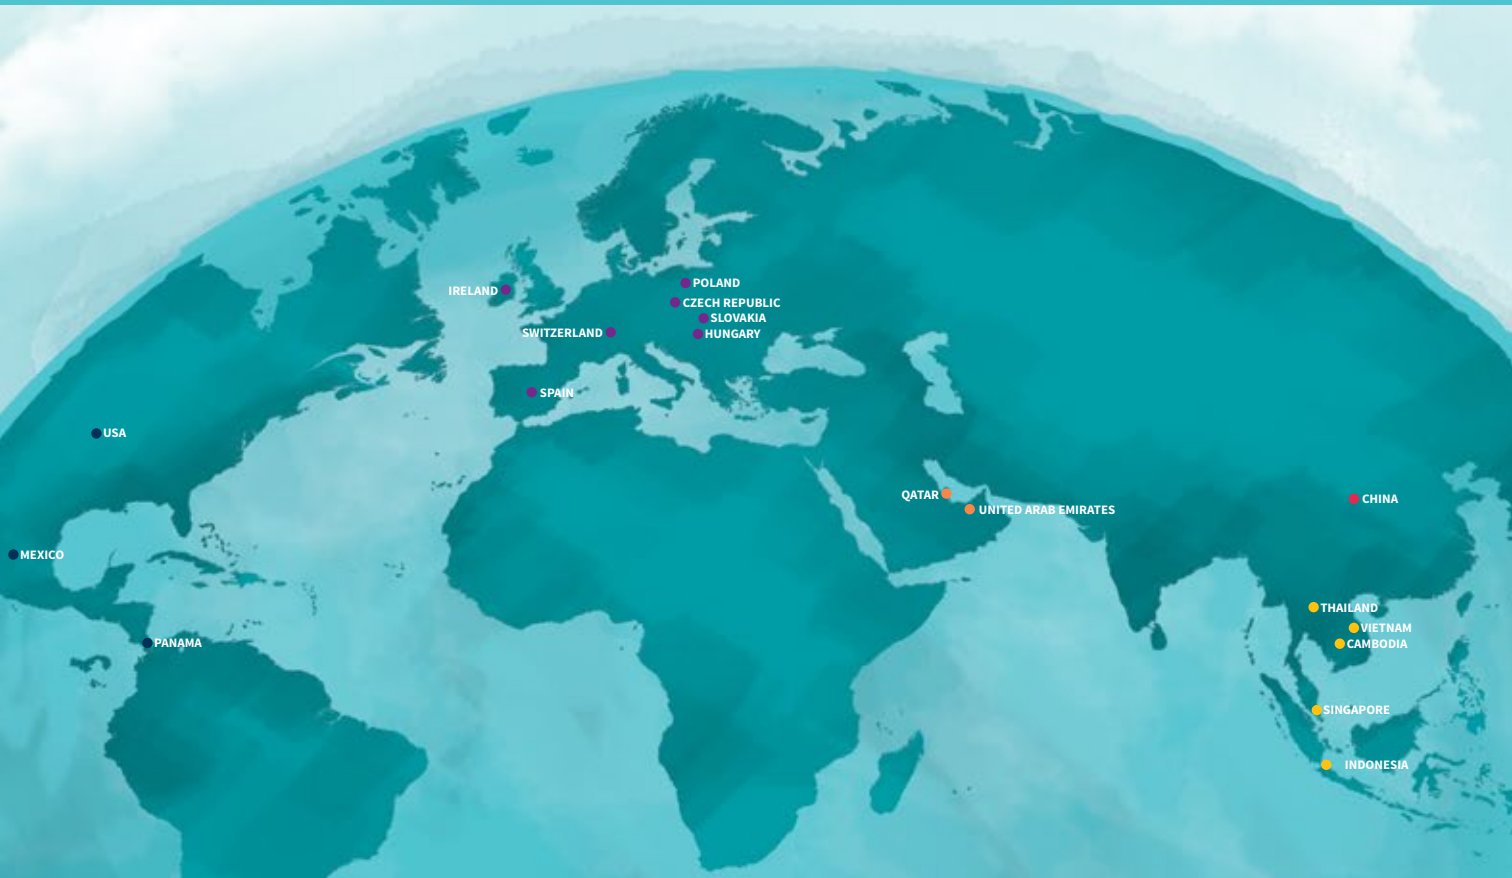 POLAND
IRELAND
CZECH REPUBLIC
SLOVAKIA
SWITZERLAND
HUNGARY
SPAIN
USA
QATAR
CHINA
UNITED ARAB EMIRATES
MEXICO
THAILAND
VIETNAM
PANAMA
CAMBODIA
SINGAPORE
INDONESIA